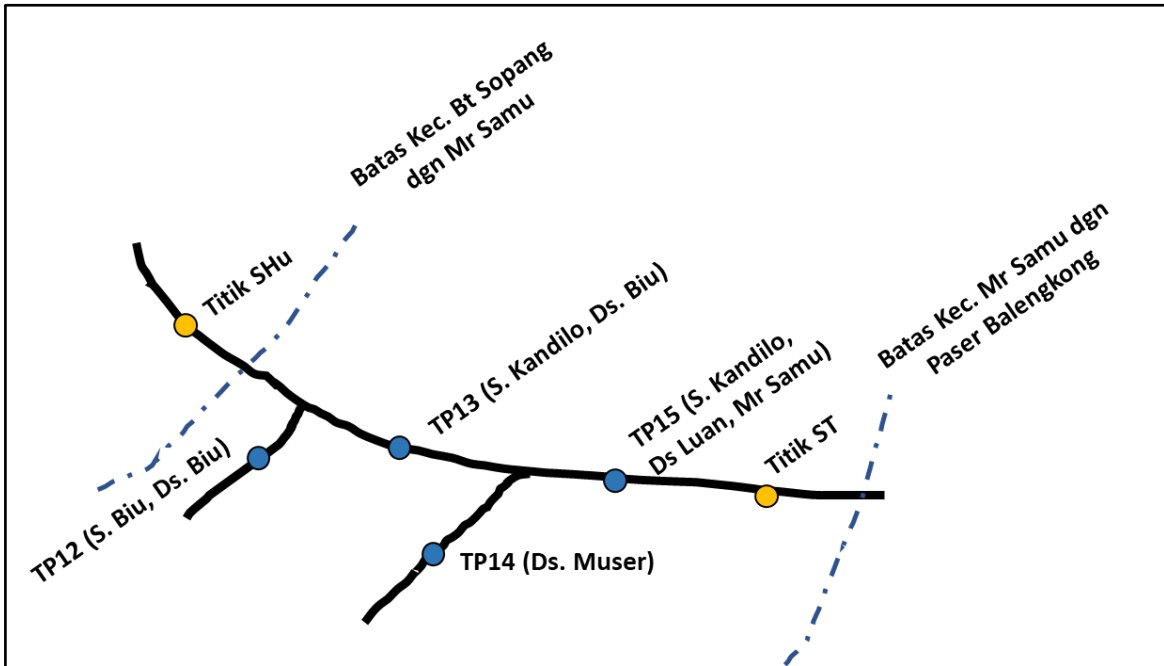 Batas Kec. Bt Sopang
dgn Mr Samu
Titik SHu
TP13 (S. Kandilo, Ds. Biu)
TP15 (S. Kandilo,
Ds Luan, Mr Samu)
Batas Kec. Mr Samu dgn
Paser Balengkong
Titik ST
TP12 (S. Biu, Ds. Biu)
TP14 (Ds. Muser)